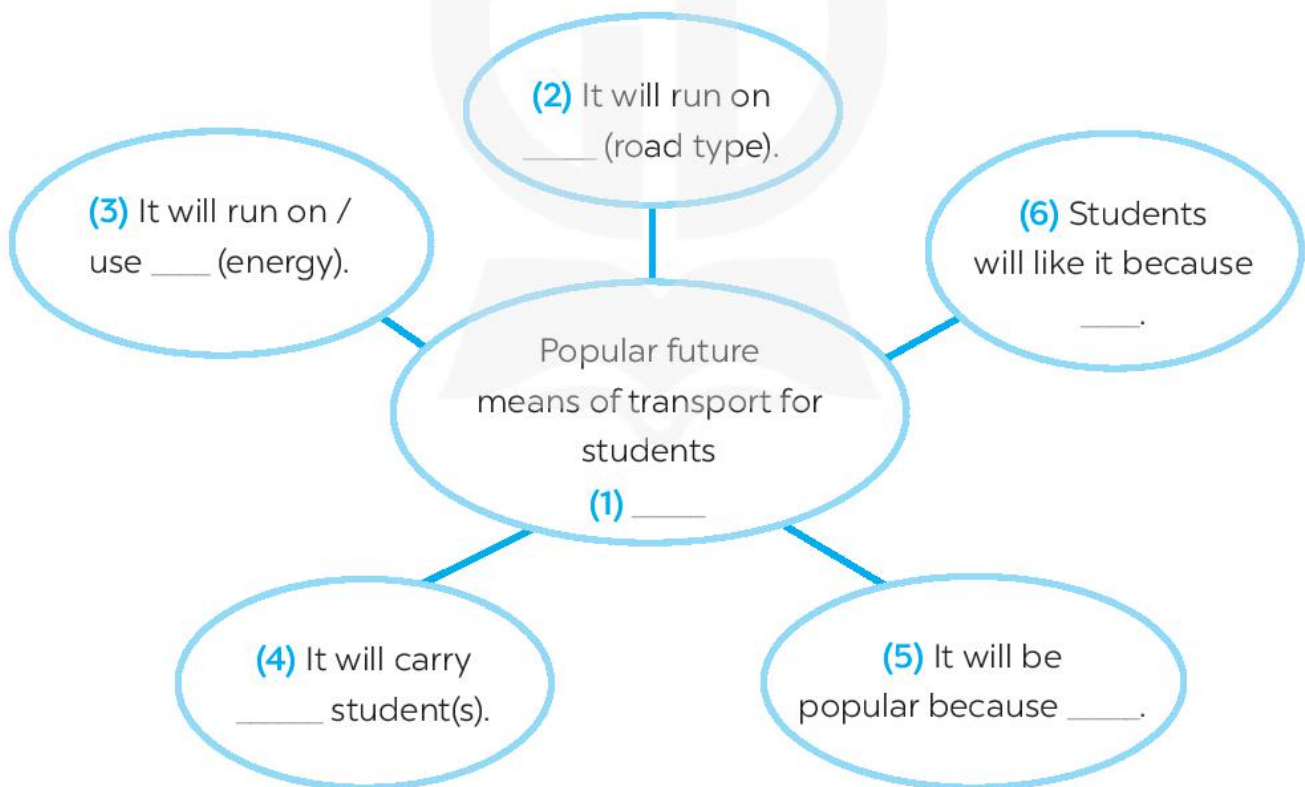 (2) It will run on
_____ (road type).
(3) It will run on /
use ____ (energy).
(6) Students
will like it because
____.
Popular future
means of transport for
students
(1) _____
(4) It will carry
______ student(s).
(5) It will be
popular because _____.